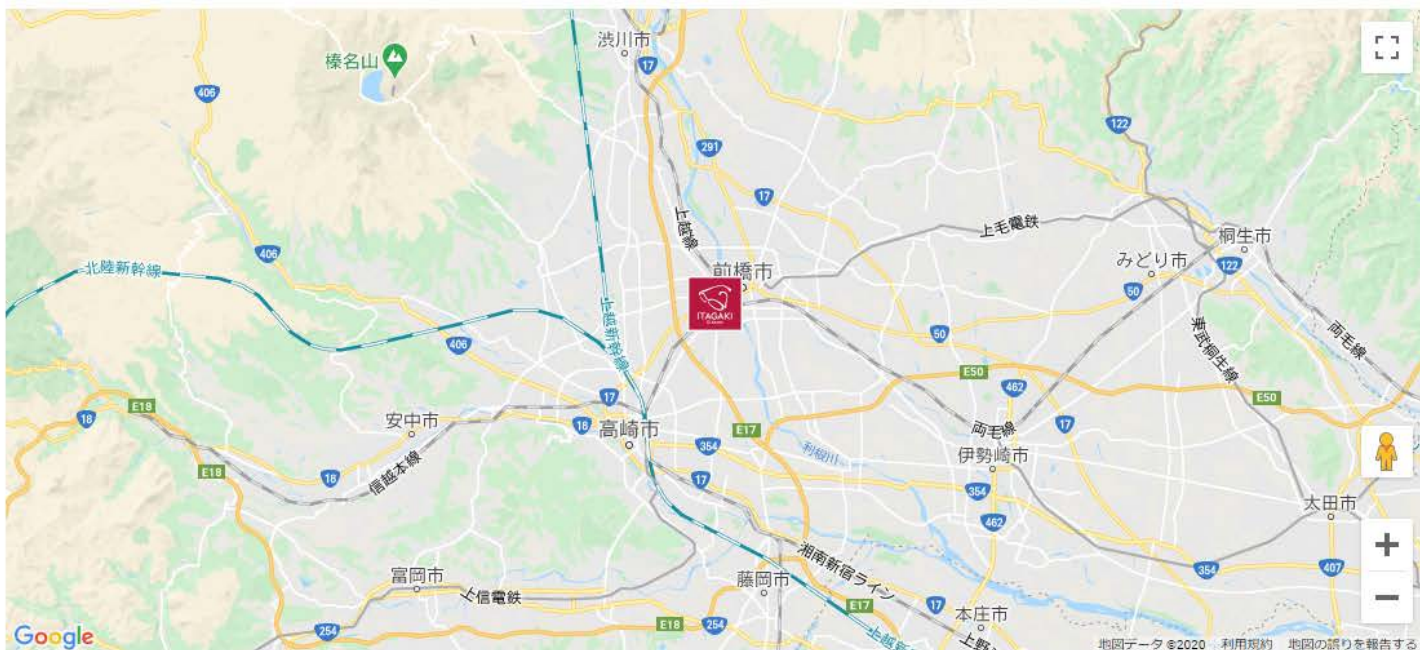 渋川市
17
榛名山
406
122
291
17
上越線
上毛電鉄
桐生市
みどり市
122
前橋市
406
北陸新幹線
50
ITAGAKI
上越新幹線
東武桐生線
両毛線
50
406
E50
462
E50
17
E18
18
安中市
18
高崎市
E17
両毛線
17
354
利根川
伊勢崎市
E18
18
信越本線
17
354
太田市
462
湘南新宿ライン
富岡市
藤岡市
354
407
上信電鉄
E17
17
本庄市
254
E18
254
Google
地図データ ©2020 利用規約 地図の誤りを報告する